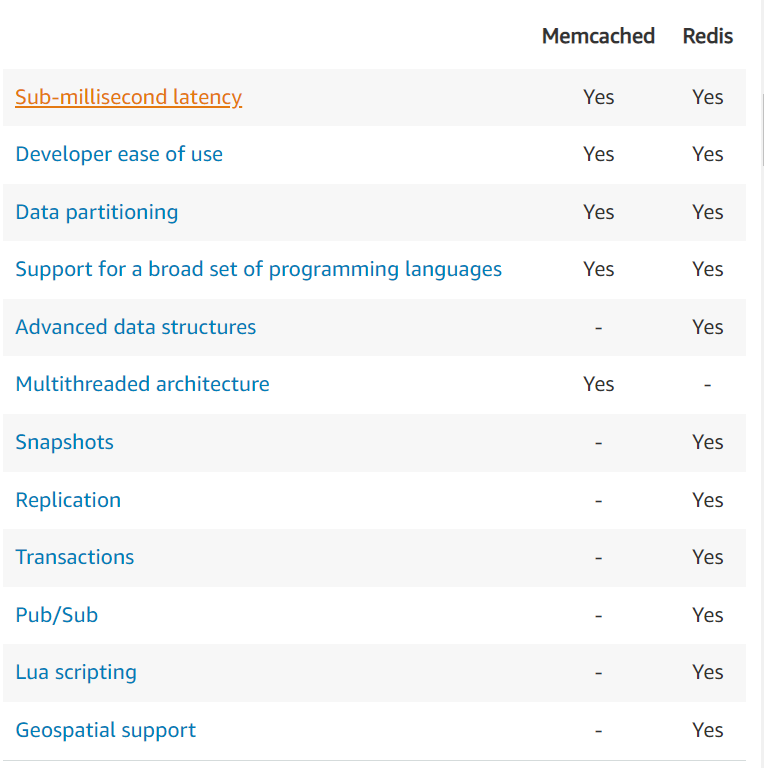 Memcached Redis
Sub-millisecond latency Yes Yes
Developer ease of use Yes Yes
Data partitioning Yes Yes
Support for a broad set of programming languages Yes Yes
Advanced data structures - Yes
Multithreaded architecture Yes -
Snapshots - Yes
Replication - Yes
Transactions - Yes
Pub/Sub - Yes
Lua scripting - Yes
Geospatial support - Yes